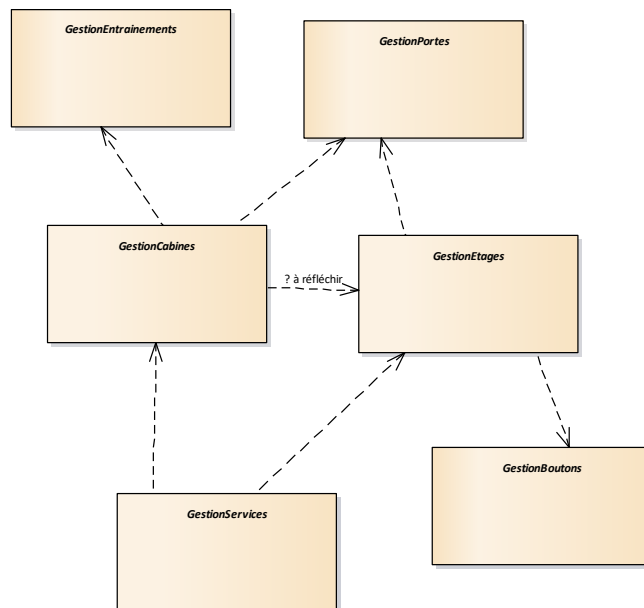 GestionEntrainements
GestionPortes
GestionCabines
GestionEtages
? à réfléchir
GestionBoutons
GestionServices